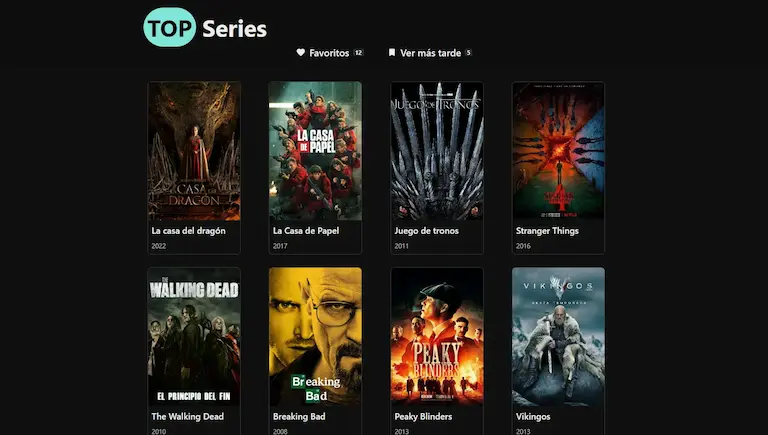 TOP Series
Favoritos 12
Ver más tarde 5
LA CASA DEL DRAGÓN
La casa del dragón
2022
LA CASA DE PAPEL
La Casa de Papel
2017
JUEGO DE TRONOS
Juego de tronos
2011
4
Stranger Things
2016
THE
WALKING DEAD
EL PRINCIPIO DEL FIN
The Walking Dead
2010
Breaking
Bad
Breaking Bad
2008
PEAKY
BLINDERS
Peaky Blinders
2013
VIKINGOS
SEXTA TEMPORADA
Vikingos
2013